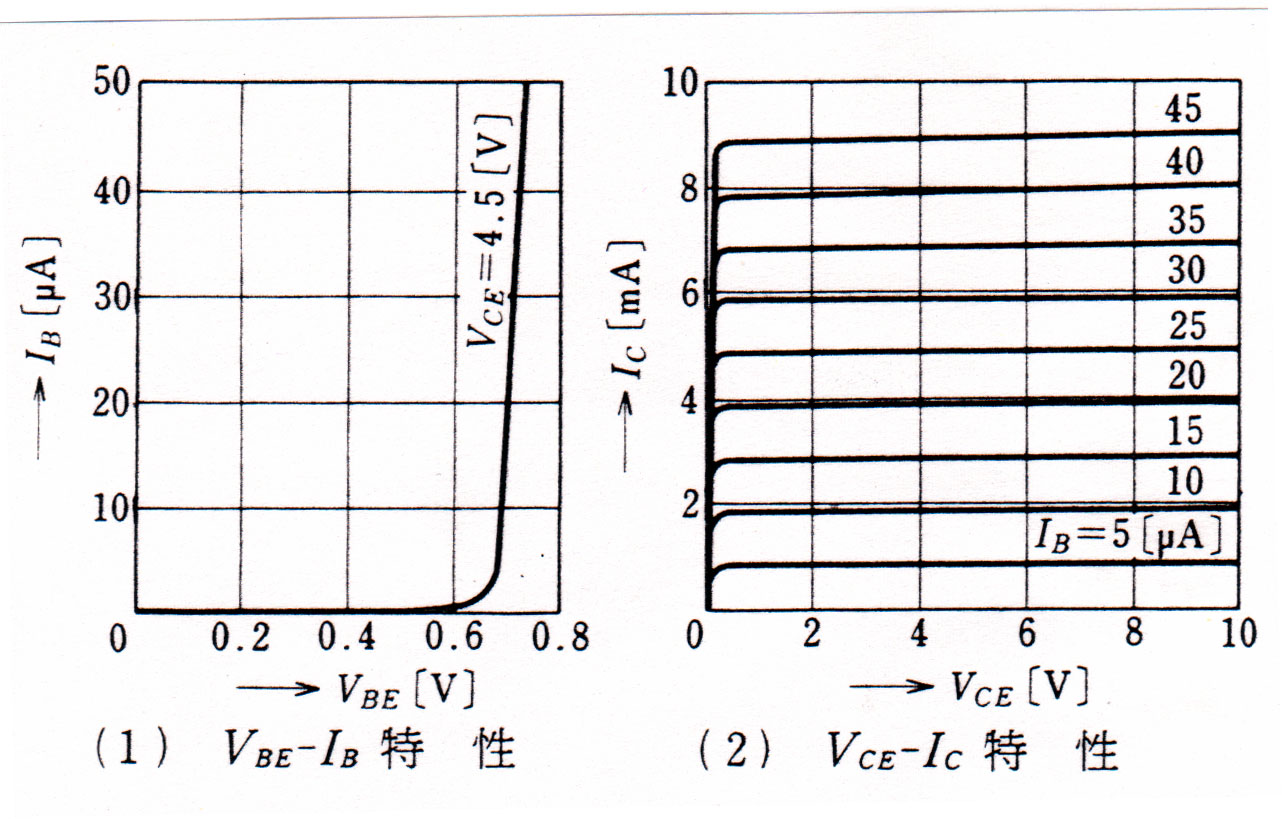 50
40
30
20
10
0 0.2 0.4 0.6 0.8
→ I_B [μA]
V_CE=4.5 [V]
→ V_BE [V]
(1) V_BE-I_B 特 性
10
8
6
4
2
0 2 4 6 8 10
→ I_C [mA]
45
40
35
30
25
20
15
10
I_B=5 [μA]
→ V_CE [V]
(2) V_CE-I_C 特 性